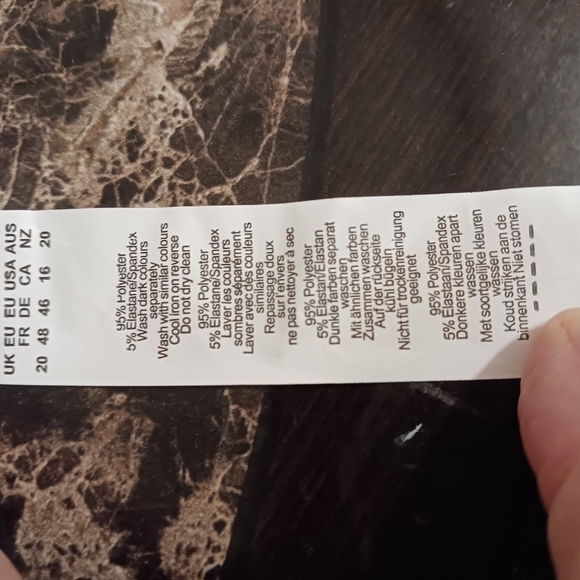 UK EU EU USA AUS
FR DE CA NZ
20 48 46 16 20
95% Polyester
5% Elastane/Spandex
Wash dark colours
separately
Wash with similar colours
Cool iron on reverse
Do not dry clean
95% Polyester
5% Elastane/Spandex
Laver les couleurs
sombres séparément
Laver avec des couleurs
similaires
Repassage doux
sur l'envers
ne pas nettoyer à sec
95% Polyester
5% Elasthan/Elastan
Dunkle farben separat
waschen
Mit ähnlichen farben
Zusammen waschen
Auf der rückseite
kühl bügeln
Nicht für trockenreinigung
geeignet
95% Polyester
5% Elastaan/Spandex
Donkere kleuren apart
wassen
Met soortgelijke kleuren
wassen
Koud strijken aan de
binnenkant Niet stomen